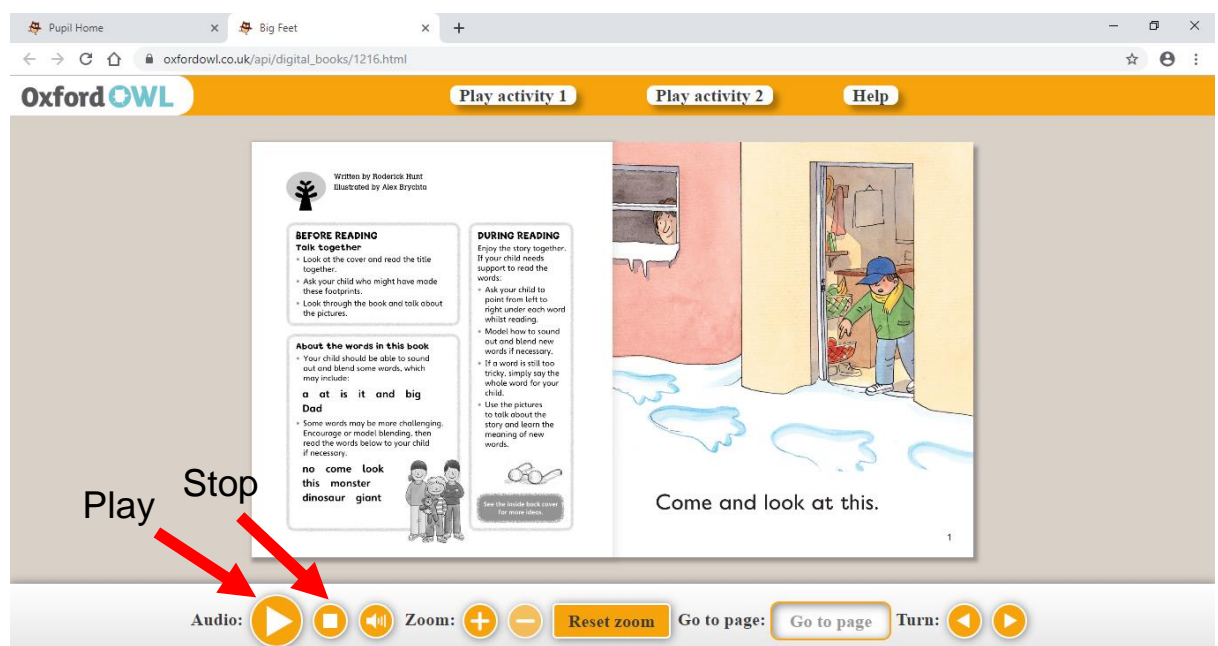 Pupil Home
Big Feet
oxfordowl.co.uk/api/digital_books/1216.html
Oxford OWL
Play activity 1
Play activity 2
Help
Written by Roderick Hunt
Illustrated by Alex Brychta
BEFORE READING
Talk together
• Look at the cover and read the title
together.
• Ask your child who might have made
these footprints.
• Look through the book and talk about
the pictures.
About the words in this book
• Your child should be able to sound
out and blend some words, which
may include:
a at is it and big
Dad
• Some words may be more challenging.
Encourage or model blending, then
read the words below to your child
if necessary.
no come look
this monster
dinosaur giant
DURING READING
Enjoy the story together.
If your child needs
support to read the
words:
• Ask your child to
point from left to
right under each word
whilst reading.
• Model how to sound
out and blend new
words if necessary.
• If a word is still too
tricky, simply say the
whole word for your
child.
• Use the pictures
to talk about the
story and learn the
meaning of new
words.
See the inside back cover
for more ideas.
Come and look at this.
1
Play
Stop
Audio:
Zoom:
Reset zoom
Go to page:
Go to page
Turn: